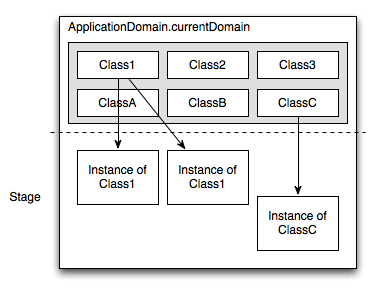 ApplicationDomain.currentDomain
Class1 Class2 Class3
ClassA ClassB ClassC
Instance of Class1
Instance of Class1
Stage
Instance of ClassC